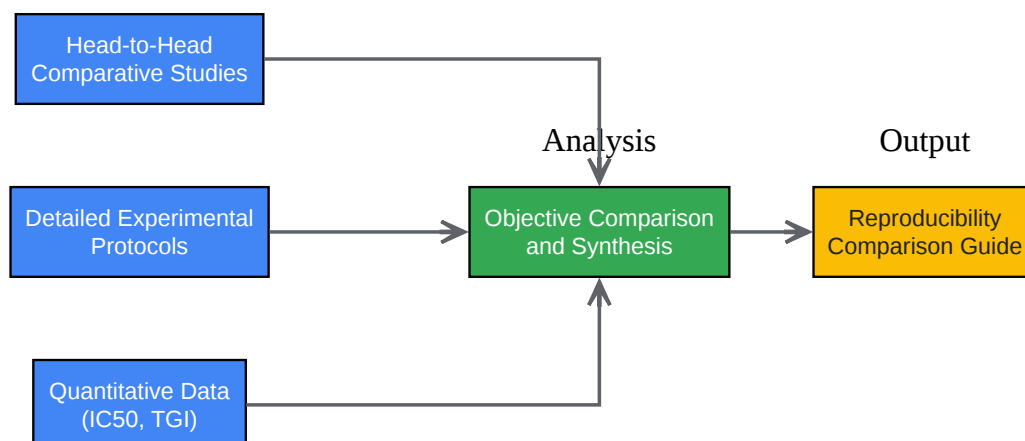 Head-to-Head
Comparative Studies
Analysis
Output
Detailed Experimental
Protocols
Objective Comparison
and Synthesis
Reproducibility
Comparison Guide
Quantitative Data
(IC50, TGI)